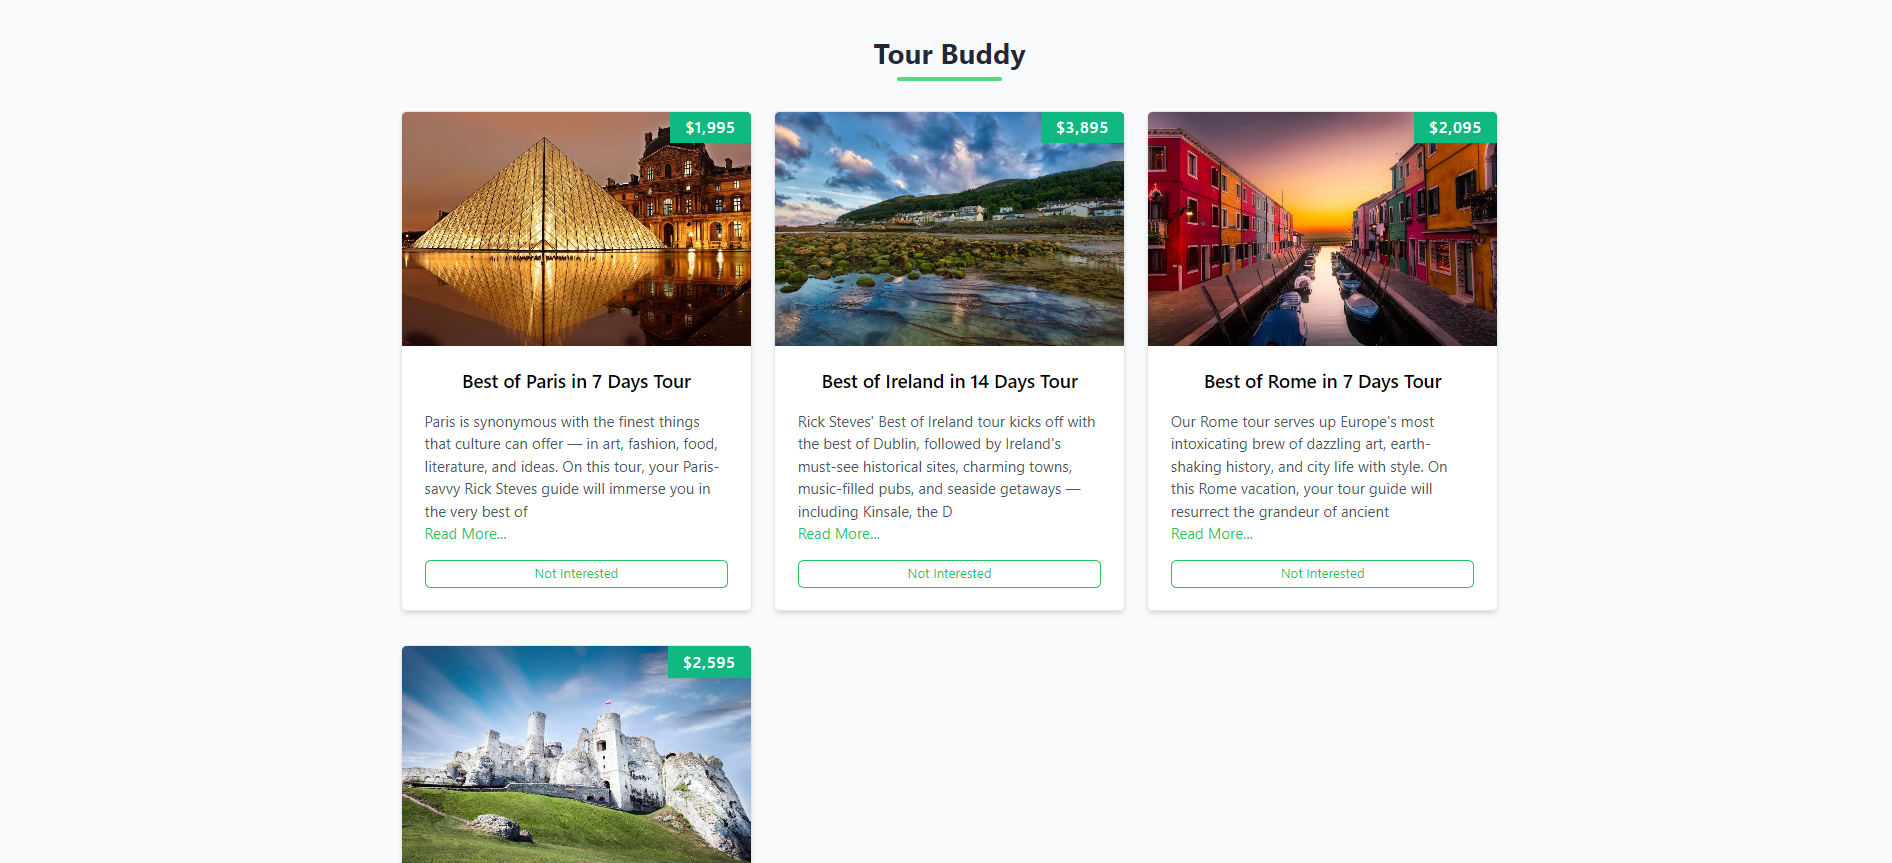 Tour Buddy
$1,995
$3,895
$2,095
Best of Paris in 7 Days Tour
Paris is synonymous with the finest things
that culture can offer — in art, fashion, food,
literature, and ideas. On this tour, your Paris-
savvy Rick Steves guide will immerse you in
the very best of
Read More...
Not Interested
Best of Ireland in 14 Days Tour
Rick Steves' Best of Ireland tour kicks off with
the best of Dublin, followed by Ireland's
must-see historical sites, charming towns,
music-filled pubs, and seaside getaways —
including Kinsale, the D
Read More...
Not Interested
Best of Rome in 7 Days Tour
Our Rome tour serves up Europe's most
intoxicating brew of dazzling art, earth-
shaking history, and city life with style. On
this Rome vacation, your tour guide will
resurrect the grandeur of ancient
Read More...
Not Interested
$2,595